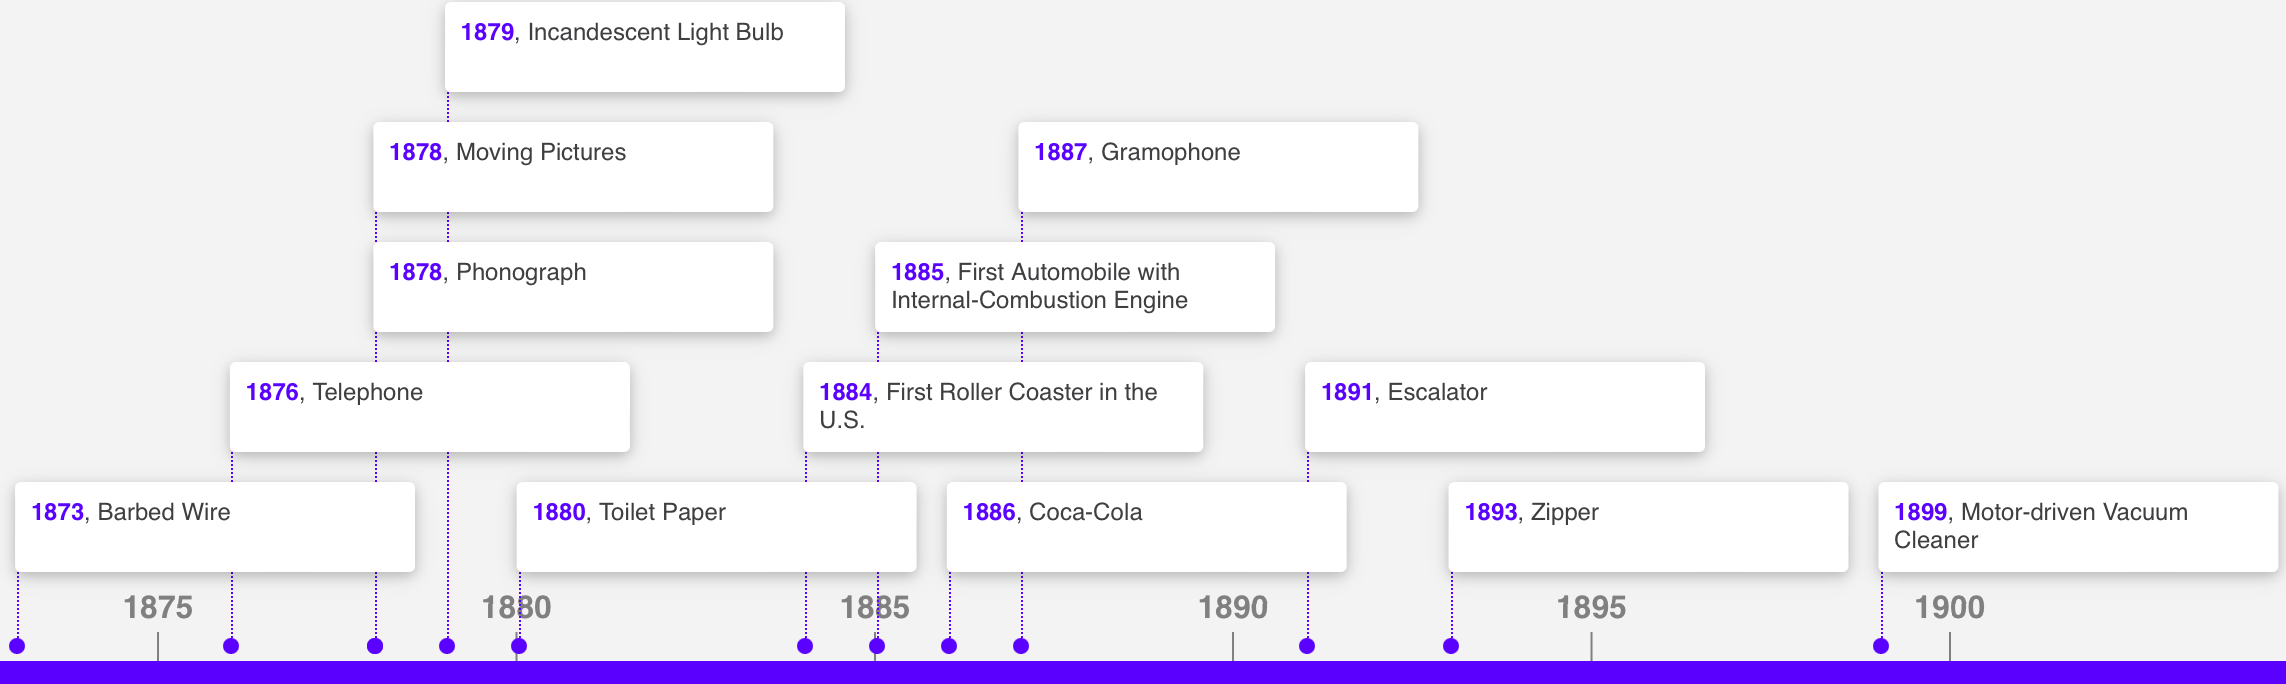 1879, Incandescent Light Bulb
1878, Moving Pictures
1887, Gramophone
1878, Phonograph
1885, First Automobile with
Internal-Combustion Engine
1876, Telephone
1884, First Roller Coaster in the
U.S.
1891, Escalator
1873, Barbed Wire
1880, Toilet Paper
1886, Coca-Cola
1893, Zipper
1899, Motor-driven Vacuum
Cleaner
1875
1880
1885
1890
1895
1900